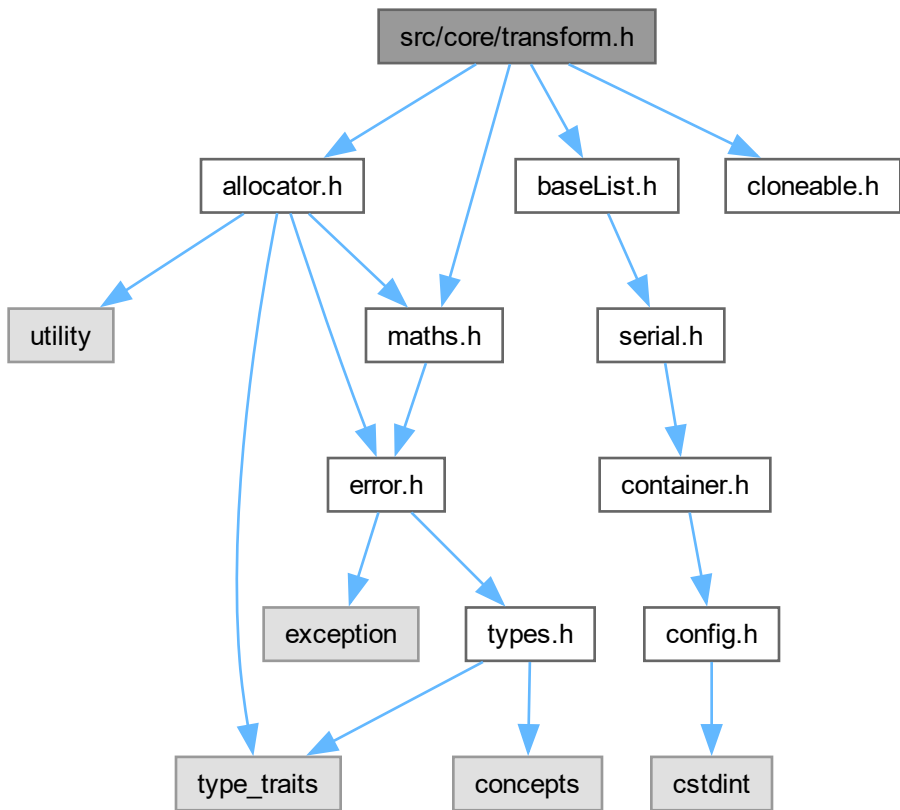 src/core/transform.h
allocator.h
baseList.h
cloneable.h
utility
maths.h
serial.h
error.h
container.h
exception
types.h
config.h
type_traits
concepts
cstdint